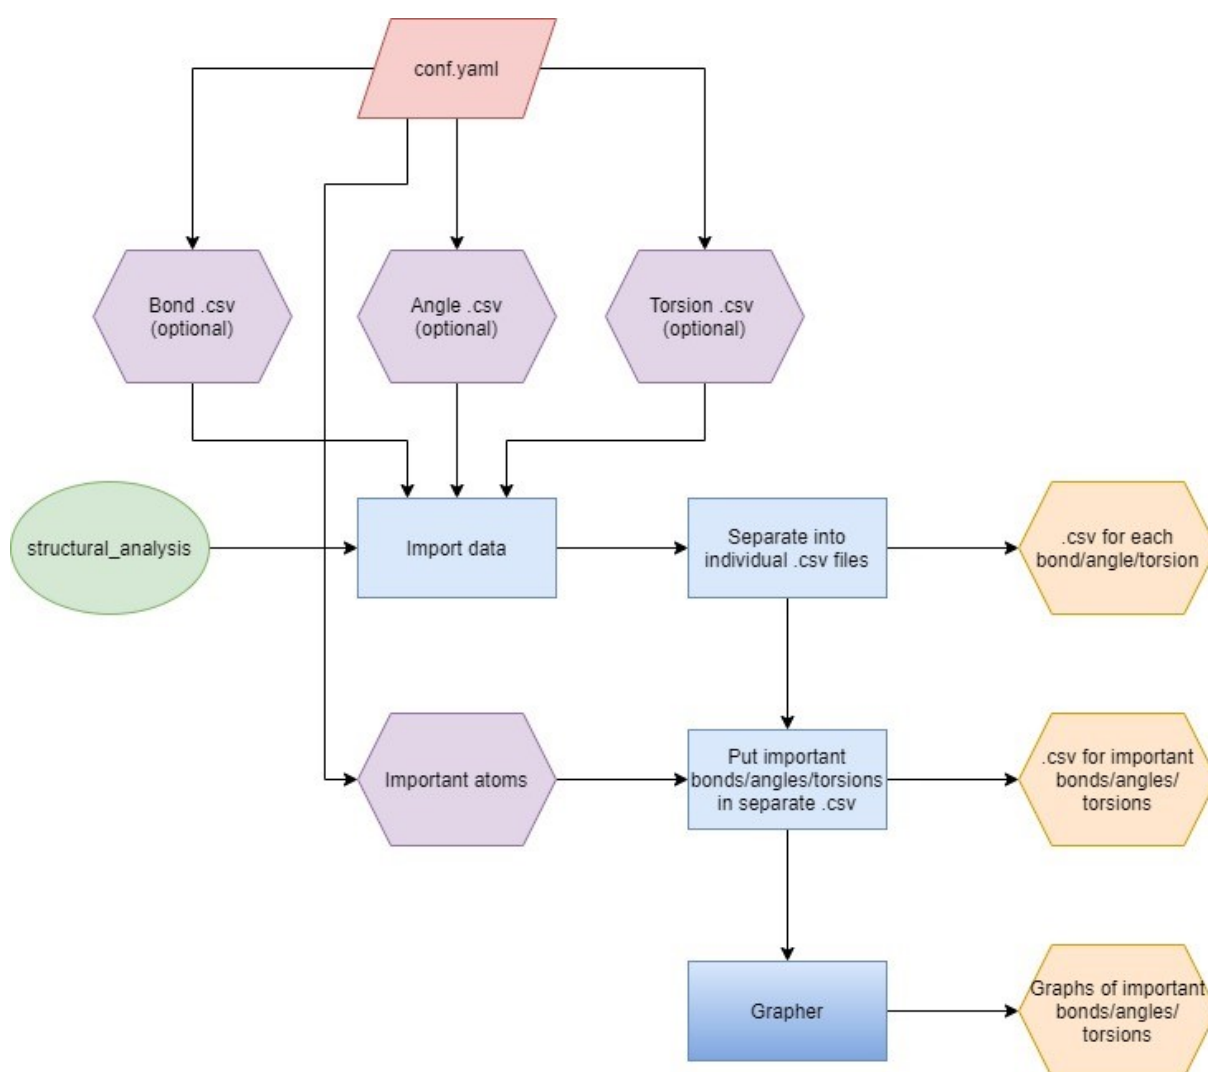 conf.yaml
Bond .csv
(optional)
Angle .csv
(optional)
Torsion .csv
(optional)
structural_analysis
Import data
Separate into
individual .csv files
.csv for each
bond/angle/torsion
Important atoms
Put important
bonds/angles/torsions
in separate .csv
.csv for important
bonds/angles/
torsions
Grapher
Graphs of important
bonds/angles/
torsions